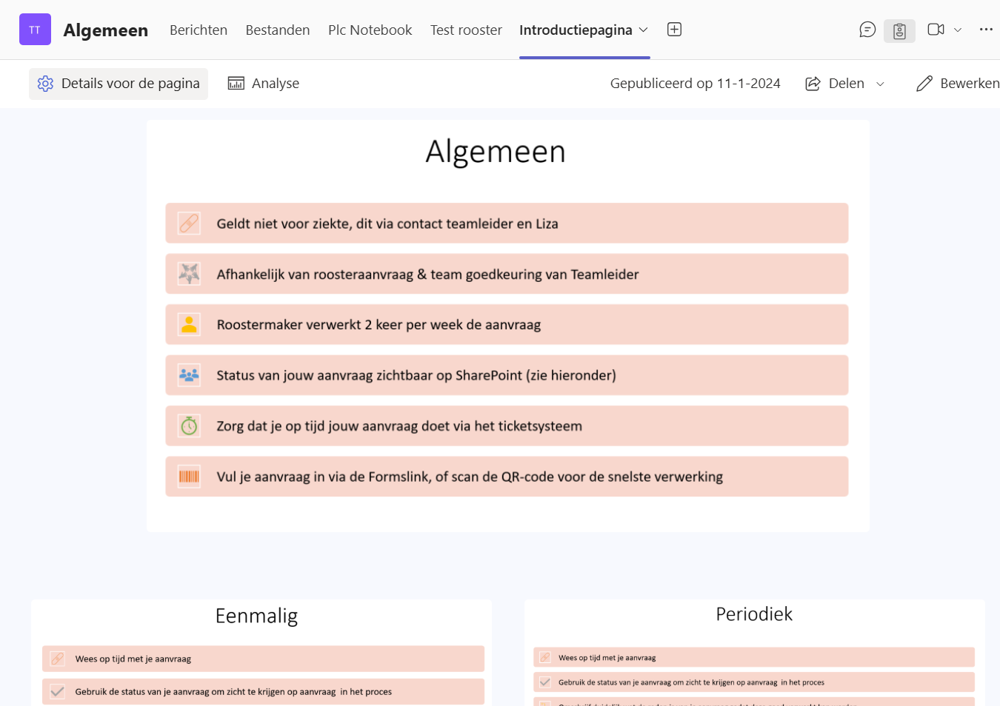 TT
Algemeen
Berichten
Bestanden
Plc Notebook
Test rooster
Introductiepagina
Details voor de pagina
Analyse
Gepubliceerd op 11-1-2024
Delen
Bewerken
Algemeen
Geldt niet voor ziekte, dit via contact teamleider en Liza
Afhankelijk van roosteraanvraag & team goedkeuring van Teamleider
Roostermaker verwerkt 2 keer per week de aanvraag
Status van jouw aanvraag zichtbaar op SharePoint (zie hieronder)
Zorg dat je op tijd jouw aanvraag doet via het ticketsysteem
Vul je aanvraag in via de Formslink, of scan de QR-code voor de snelste verwerking
Eenmalig
Wees op tijd met je aanvraag
Gebruik de status van je aanvraag om zicht te krijgen op aanvraag  in het proces
Periodiek
Wees op tijd met je aanvraag
Gebruik de status van je aanvraag om zicht te krijgen op aanvraag  in het proces